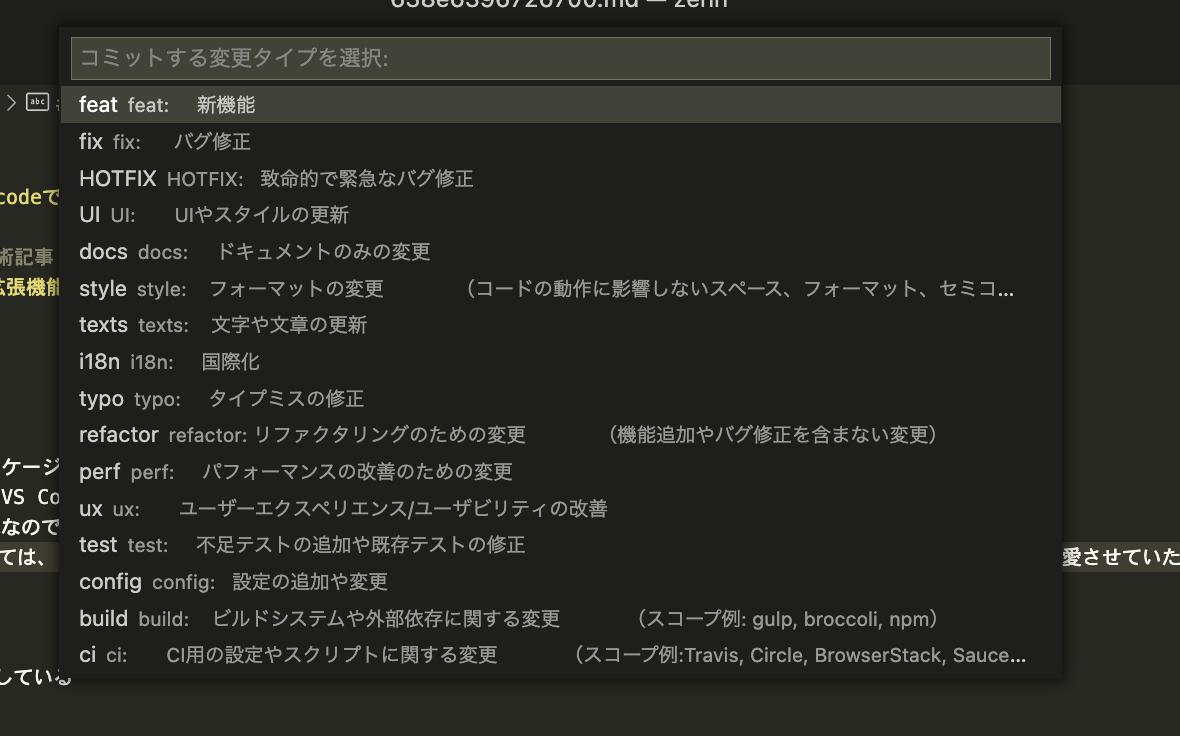 コミットする変更タイプを選択:
feat feat: 新機能
fix fix: バグ修正
HOTFIX HOTFIX: 致命的で緊急なバグ修正
UI UI: UIやスタイルの更新
codeで
docs docs: ドキュメントのみの変更
術記事
style style: フォーマットの変更 （コードの動作に影響しないスペース、フォーマット、セミコ...
拡張機能
texts texts: 文字や文章の更新
i18n i18n: 国際化
typo typo: タイプミスの修正
refactor refactor: リファクタリングのための変更 （機能追加やバグ修正を含まない変更）
perf perf: パフォーマンスの改善のための変更
ケージ
VS Co
ux ux: ユーザーエクスペリエンス/ユーザビリティの改善
なので
test test: 不足テストの追加や既存テストの修正
ては、 愛させていた
config config: 設定の追加や変更
build build: ビルドシステムや外部依存に関する変更 （スコープ例: gulp, broccoli, npm）
ci ci: CI用の設定やスクリプトに関する変更 （スコープ例:Travis, Circle, BrowserStack, Sauce...
している